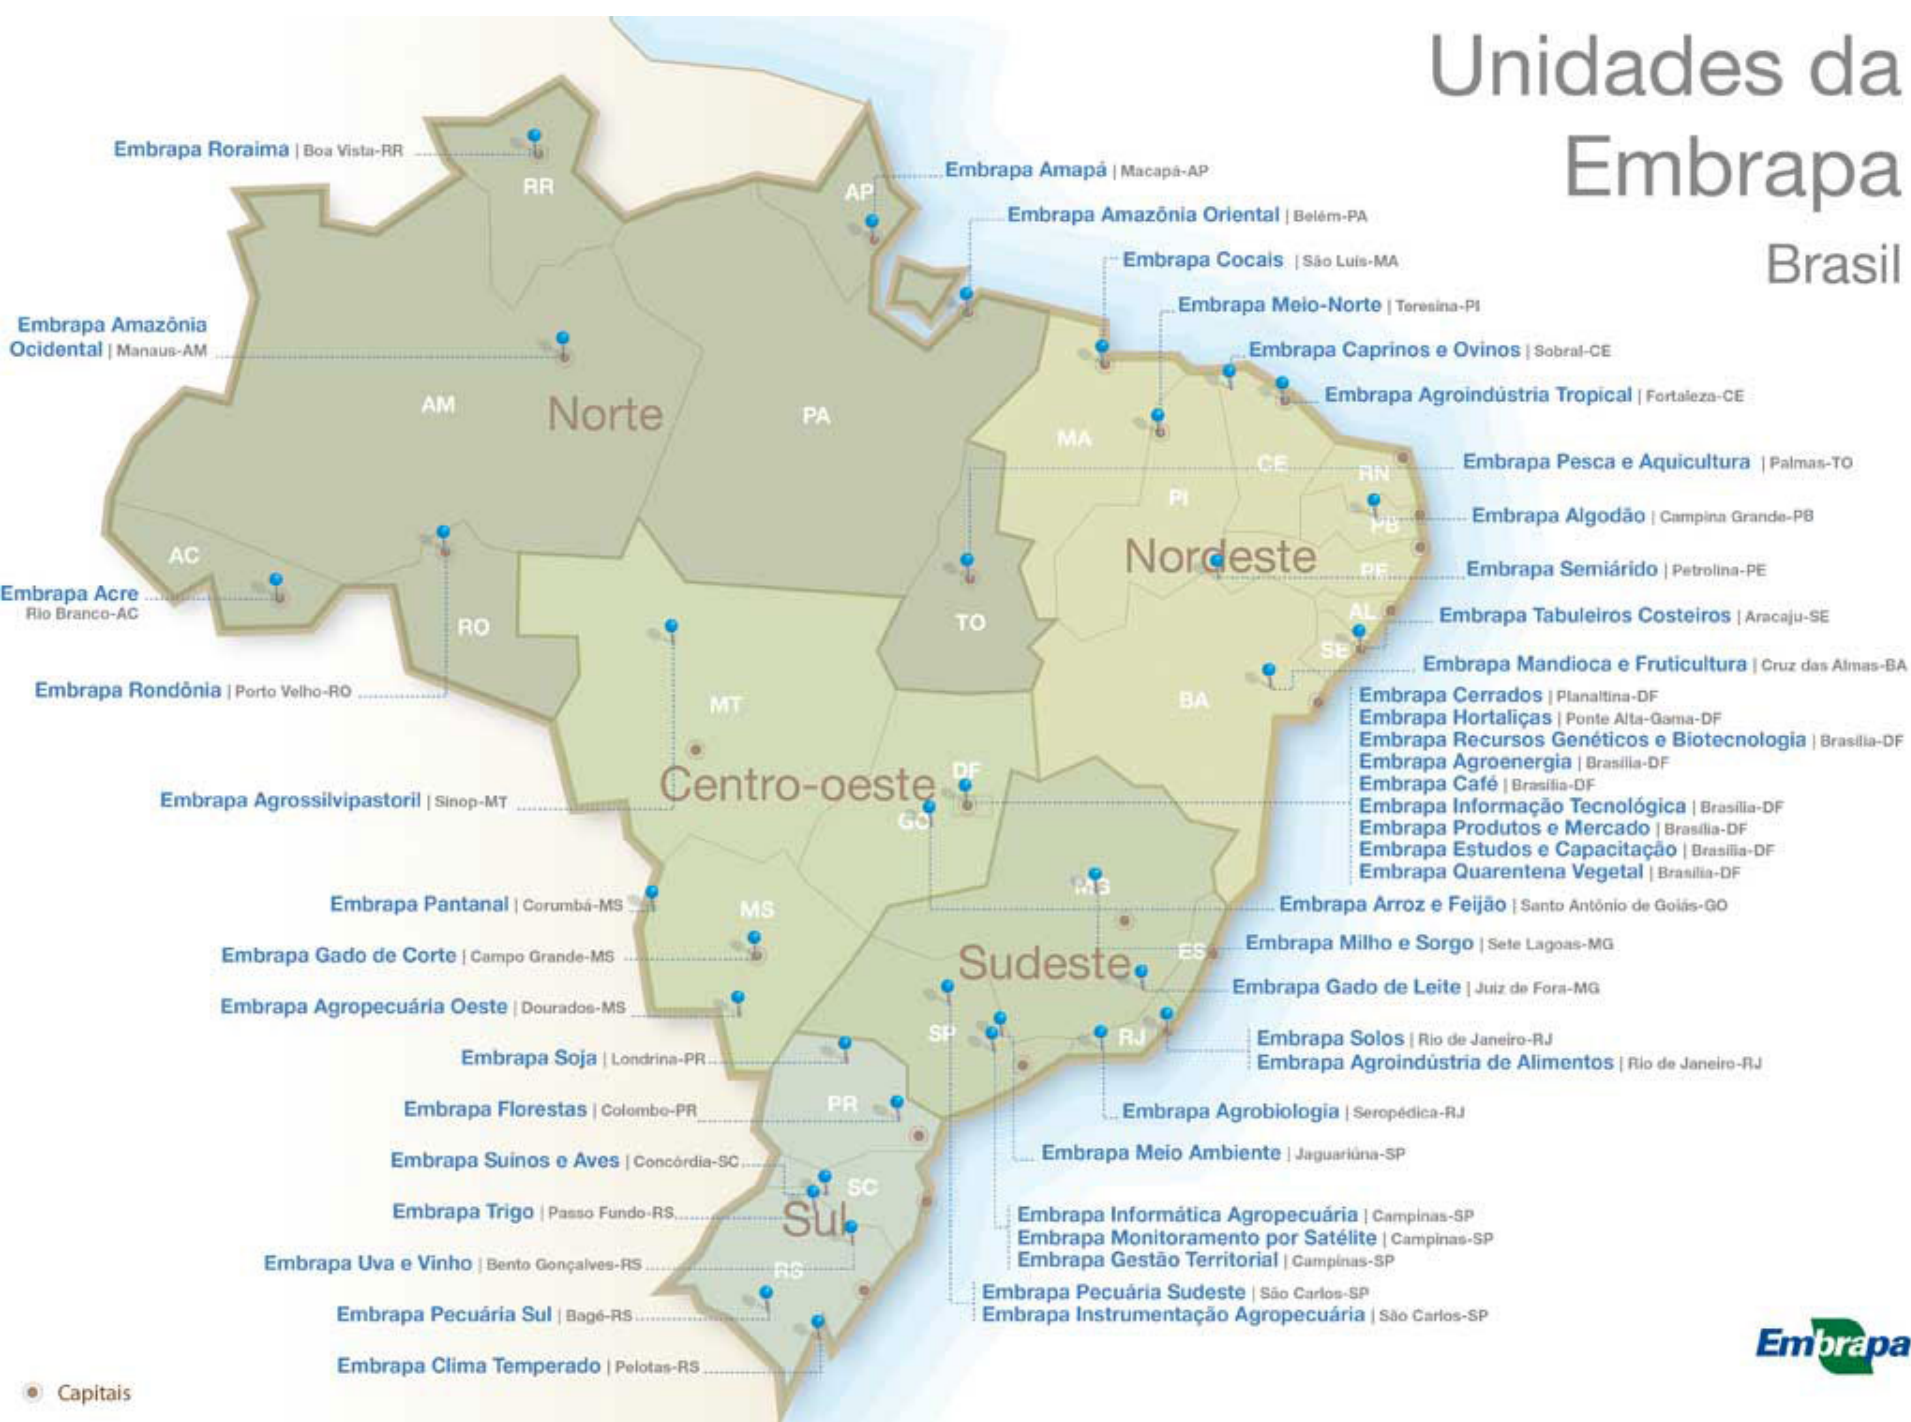 Unidades da
Embrapa
Brasil
Embrapa Roraima | Boa Vista-RR
Embrapa Amazônia
Ocidental | Manaus-AM
Embrapa Acre
Rio Branco-AC
Embrapa Rondônia | Porto Velho-RO
Embrapa Agrossilvipastoril | Sinop-MT
Embrapa Pantanal | Corumbá-MS
Embrapa Gado de Corte | Campo Grande-MS
Embrapa Agropecuária Oeste | Dourados-MS
Embrapa Soja | Londrina-PR
Embrapa Florestas | Colombo-PR
Embrapa Suínos e Aves | Concórdia-SC
Embrapa Trigo | Passo Fundo-RS
Embrapa Uva e Vinho | Bento Gonçalves-RS
Embrapa Pecuária Sul | Bagé-RS
Embrapa Clima Temperado | Pelotas-RS
Capitais
Embrapa Amapá | Macapá-AP
Embrapa Amazônia Oriental | Belém-PA
Embrapa Cocais | São Luís-MA
Embrapa Meio-Norte | Teresina-PI
Embrapa Caprinos e Ovinos | Sobral-CE
Embrapa Agroindústria Tropical | Fortaleza-CE
Embrapa Pesca e Aquicultura | Palmas-TO
Embrapa Algodão | Campina Grande-PB
Embrapa Semiárido | Petrolina-PE
Embrapa Tabuleiros Costeiros | Aracaju-SE
Embrapa Mandioca e Fruticultura | Cruz das Almas-BA
Embrapa Cerrados | Planaltina-DF
Embrapa Hortaliças | Ponte Alta-Gama-DF
Embrapa Recursos Genéticos e Biotecnologia | Brasília-DF
Embrapa Agroenergia | Brasília-DF
Embrapa Café | Brasília-DF
Embrapa Informação Tecnológica | Brasília-DF
Embrapa Produtos e Mercado | Brasília-DF
Embrapa Estudos e Capacitação | Brasília-DF
Embrapa Quarentena Vegetal | Brasília-DF
Embrapa Arroz e Feijão | Santo Antônio de Goiás-GO
Embrapa Milho e Sorgo | Sete Lagoas-MG
Embrapa Gado de Leite | Juiz de Fora-MG
Embrapa Solos | Rio de Janeiro-RJ
Embrapa Agroindústria de Alimentos | Rio de Janeiro-RJ
Embrapa Agrobiologia | Seropédica-RJ
Embrapa Meio Ambiente | Jaguariúna-SP
Embrapa Informática Agropecuária | Campinas-SP
Embrapa Monitoramento por Satélite | Campinas-SP
Embrapa Gestão Territorial | Campinas-SP
Embrapa Pecuária Sudeste | São Carlos-SP
Embrapa Instrumentação Agropecuária | São Carlos-SP
RR
AP
AM
Norte
PA
AC
RO
TO
MA
CE
RN
PI
PB
Nordeste
PE
AL
SE
BA
MT
Centro-oeste
DF
GO
MS
MG
ES
Sudeste
SP
RJ
PR
SC
Sul
RS
Embrapa